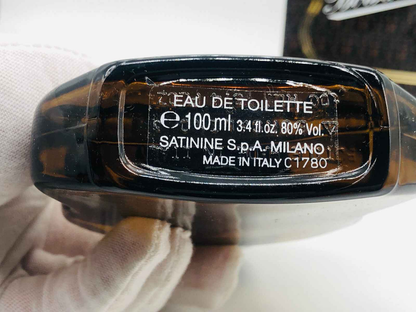 EAU DE TOILETTE
℮ 100 ml 3.4 fl.oz. 80% Vol.
SATININE S.p.A. MILANO
MADE IN ITALY C1780